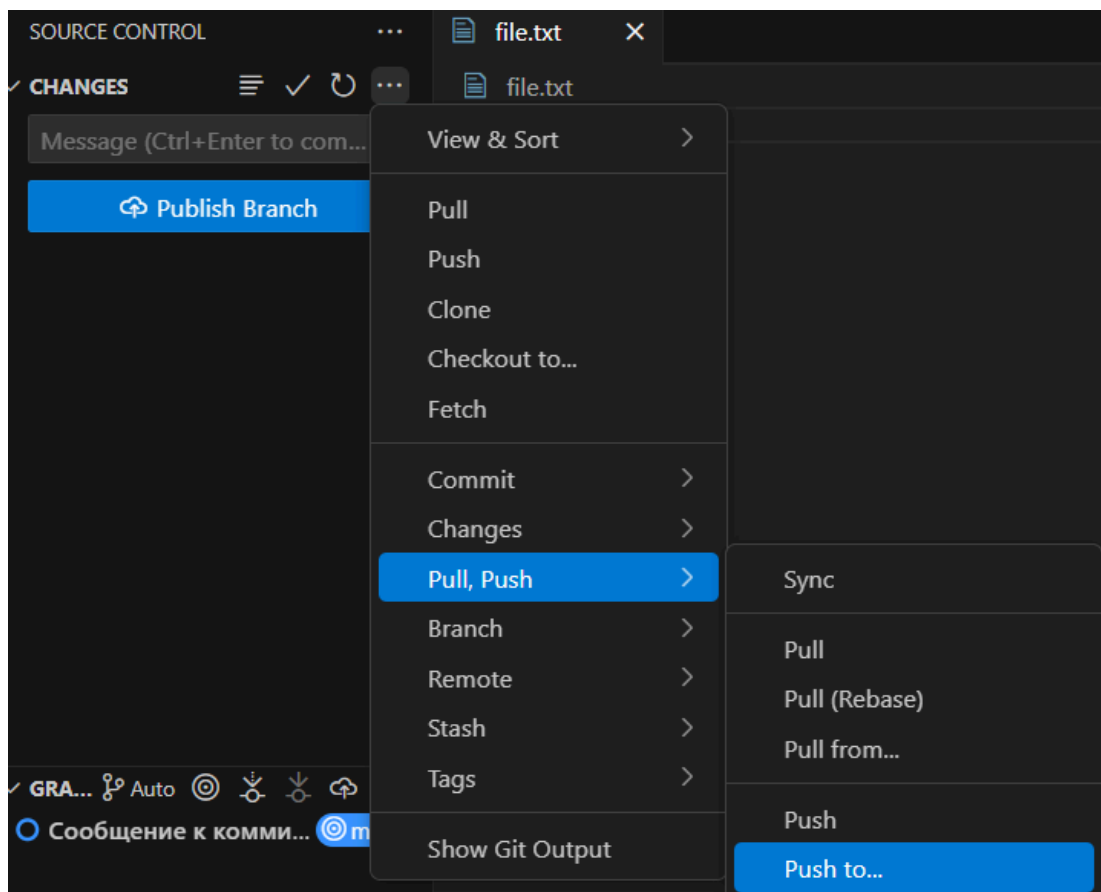 SOURCE CONTROL
file.txt
CHANGES
file.txt
Message (Ctrl+Enter to com...
Publish Branch
View & Sort
Pull
Push
Clone
Checkout to...
Fetch
Commit
Changes
Pull, Push
Branch
Remote
Stash
Tags
Show Git Output
Sync
Pull
Pull (Rebase)
Pull from...
Push
Push to...
GRA... Auto
Сообщение к комми... m